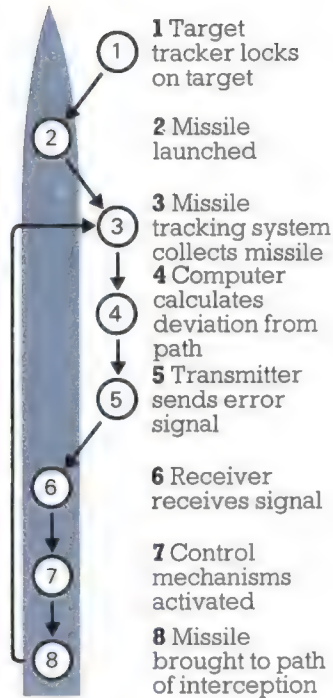 1
1 Target
tracker locks
on target
2
2 Missile
launched
3
3 Missile
tracking system
collects missile
4
4 Computer
calculates
deviation from
path
5
5 Transmitter
sends error
signal
6
6 Receiver
receives signal
7
7 Control
mechanisms
activated
8
8 Missile
brought to path
of interception